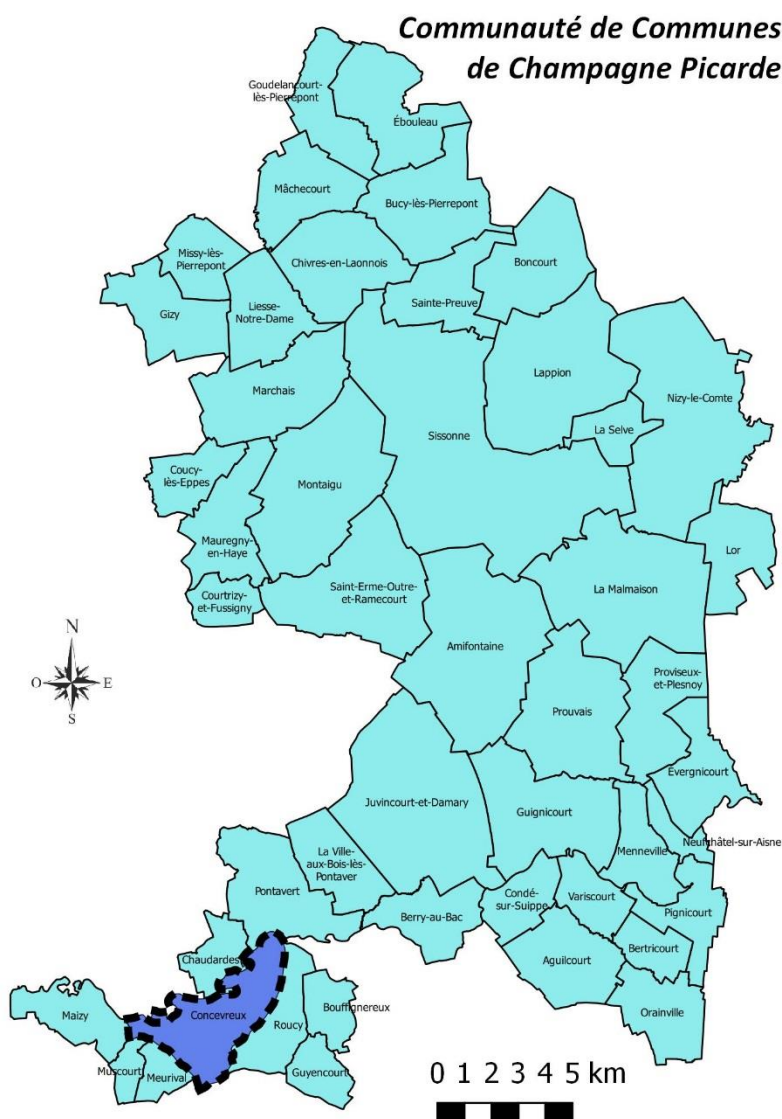 Communauté de Communes
de Champagne Picarde
Goudelancourt-
lès-Pierrepont
Ébouleau
Mâchecourt
Bucy-lès-Pierrepont
Missy-lès-
Pierrepont
Chivres-en-Laonnois
Boncourt
Gizy
Liesse-
Notre-Dame
Sainte-Preuve
Lappion
Marchais
Nizy-le-Comte
La Selve
Sissonne
Coucy-
lès-Eppes
Montaigu
Mauregny-
en-Haye
Lor
Courtrizy-
et-Fussigny
Saint-Erme-Outre-
et-Ramecourt
La Malmaison
N
O E
S
Amifontaine
Proviseux-
et-Plesnoy
Prouvais
Évergnicourt
Juvincourt-et-Damary
Guignicourt
Neufchâtel-sur-Aisne
Menneville
La Ville-
aux-Bois-lès-
Pontaver
Pontavert
Condé-
sur-Suippe
Variscourt
Pignicourt
Berry-au-Bac
Bertricourt
Chaudardes
Aguilcourt
Orainville
Maizy
Concevreux
Bouffignereux
Roucy
Muscourt
Meurival
Guyencourt
0 1 2 3 4 5 km